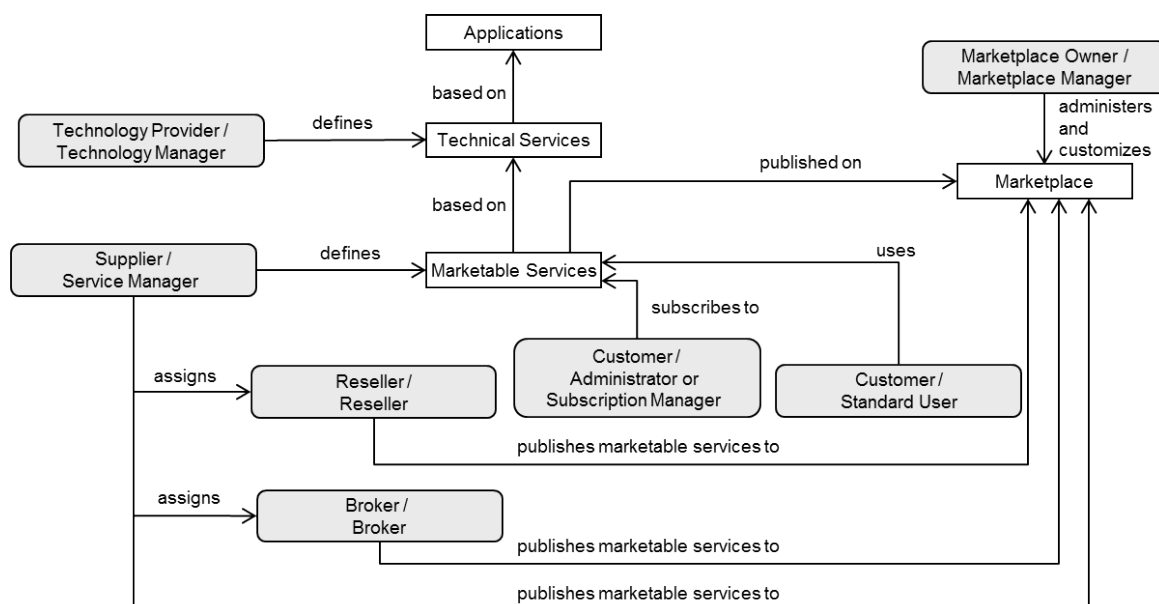 Applications
Marketplace Owner /
Marketplace Manager
based on
administers
and
customizes
Technology Provider /
Technology Manager
defines
Technical Services
published on
Marketplace
based on
Supplier /
Service Manager
defines
Marketable Services
uses
subscribes to
Customer /
Administrator or
Subscription Manager
Customer /
Standard User
assigns
Reseller /
Reseller
publishes marketable services to
assigns
Broker /
Broker
publishes marketable services to
publishes marketable services to